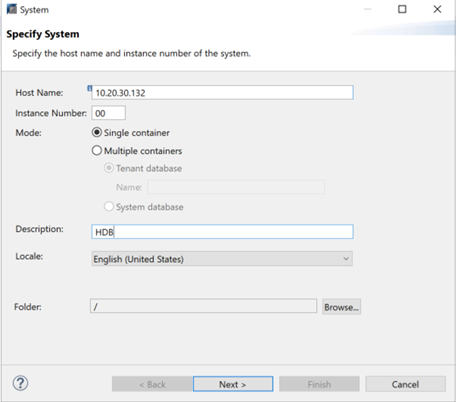 System
Specify System
Specify the host name and instance number of the system.
Host Name: 10.20.30.132
Instance Number: 00
Mode: Single container
Multiple containers
Tenant database
Name:
System database
Description: HDB
Locale: English (United States)
Folder: / Browse...
? < Back Next > Finish Cancel